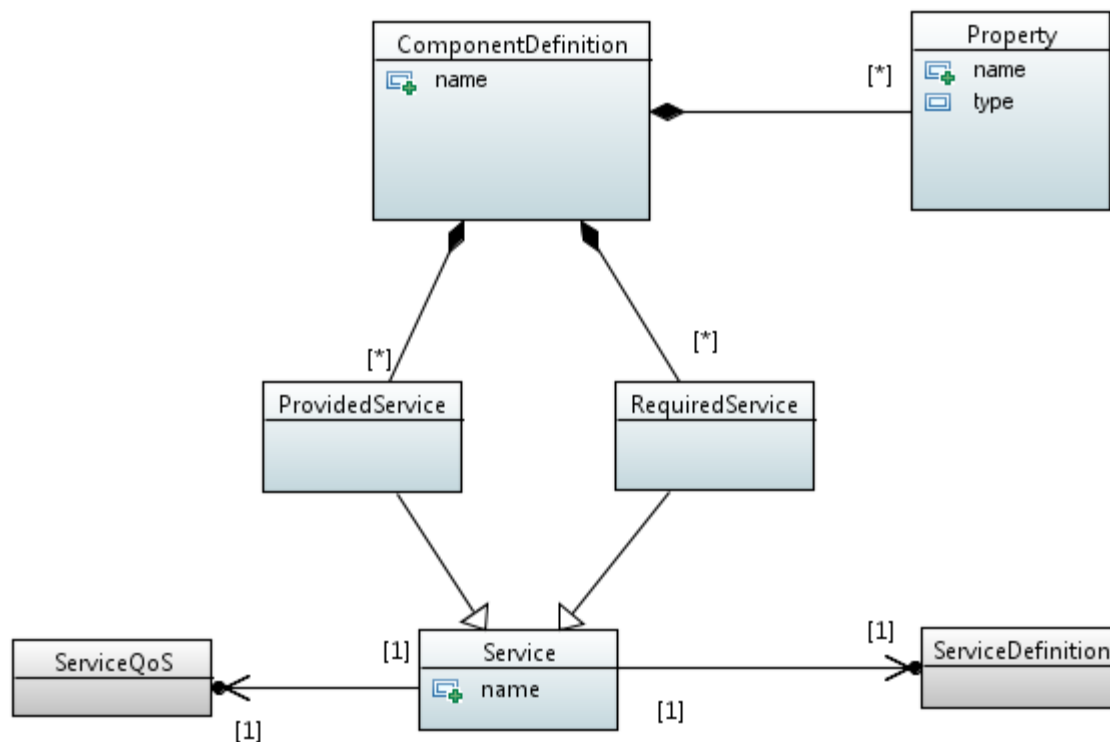 ComponentDefinition
name
Property
name
type
[*]
[*]
[*]
ProvidedService
RequiredService
ServiceQoS
[1]
[1]
Service
name
[1]
[1]
ServiceDefinition